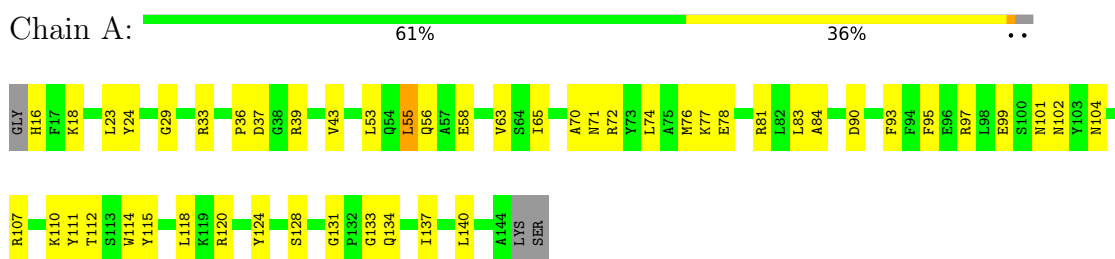 Chain A:
61% 36% • •
GLY H16 F17 K18 L23 Y24 G29 R33 P36 D37 G38 R39 V43 L53 Q54 L55 Q56 A57 E58 V63 S64 I65 A70 N71 R72 Y73 L74 A75 M76 K77 E78 R81 L82 L83 A84 D90 F93 F94 F95 E96 R97 L98 E99 S100 N101 N102 Y103 N104
R107 K110 Y111 T112 S113 W114 Y115 L118 K119 R120 Y124 S128 G131 P132 G133 Q134 I137 L140 A144 LYS SER